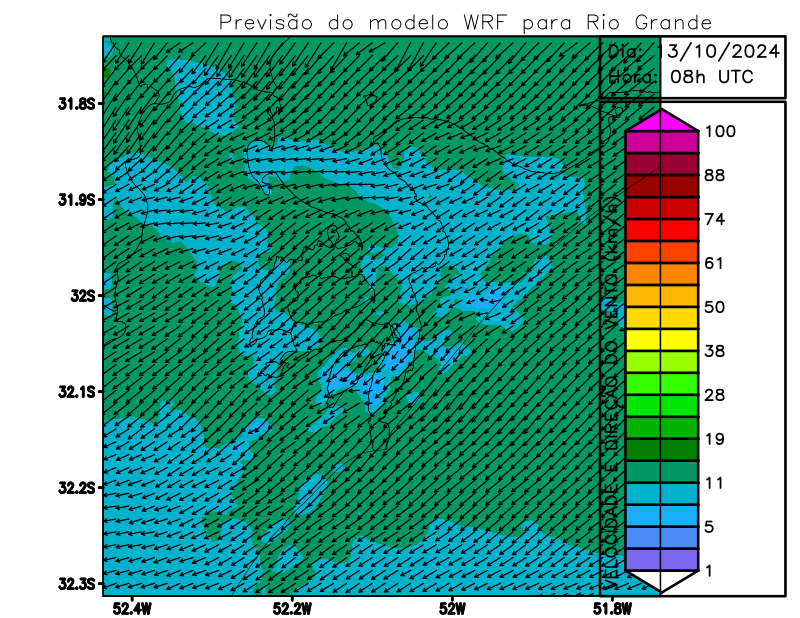 Previsão do modelo WRF para Rio Grande
Dia: 13/10/2024
Hora: 08h UTC
31.8S
31.9S
32S
32.1S
32.2S
32.3S
52.4W
52.2W
52W
51.8W
VELOCIDADE E DIREÇÃO DO VENTO (km/h)
100
88
74
61
50
38
28
19
11
5
1